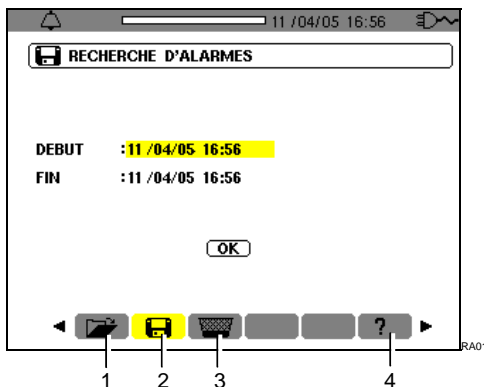 11 /04/05 16:56
RECHERCHE D'ALARMES
DEBUT :11 /04/05 16:56
FIN :11 /04/05 16:56
OK
?
1 2 3 4